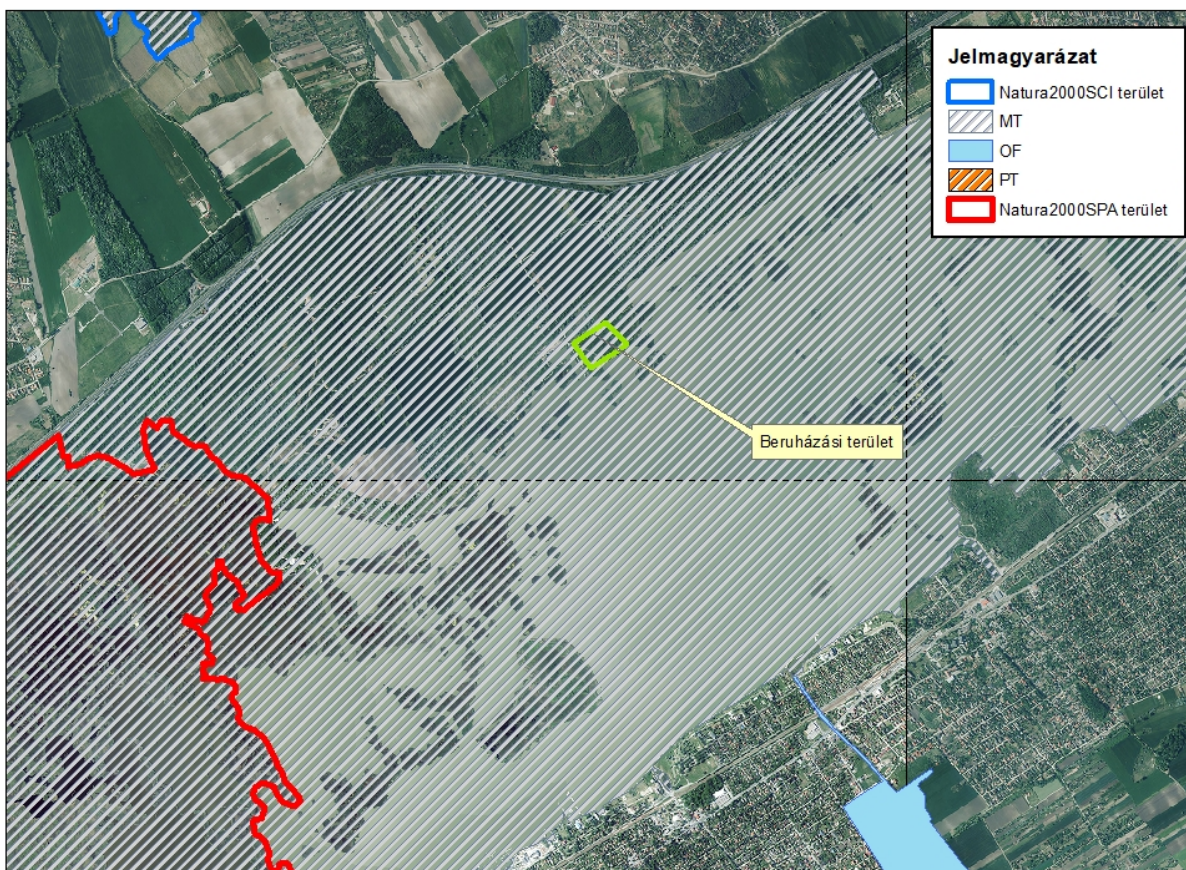 Jelmagyarázat
Natura2000SCI terület
MT
OF
PT
Natura2000SPA terület
Beruházási terület